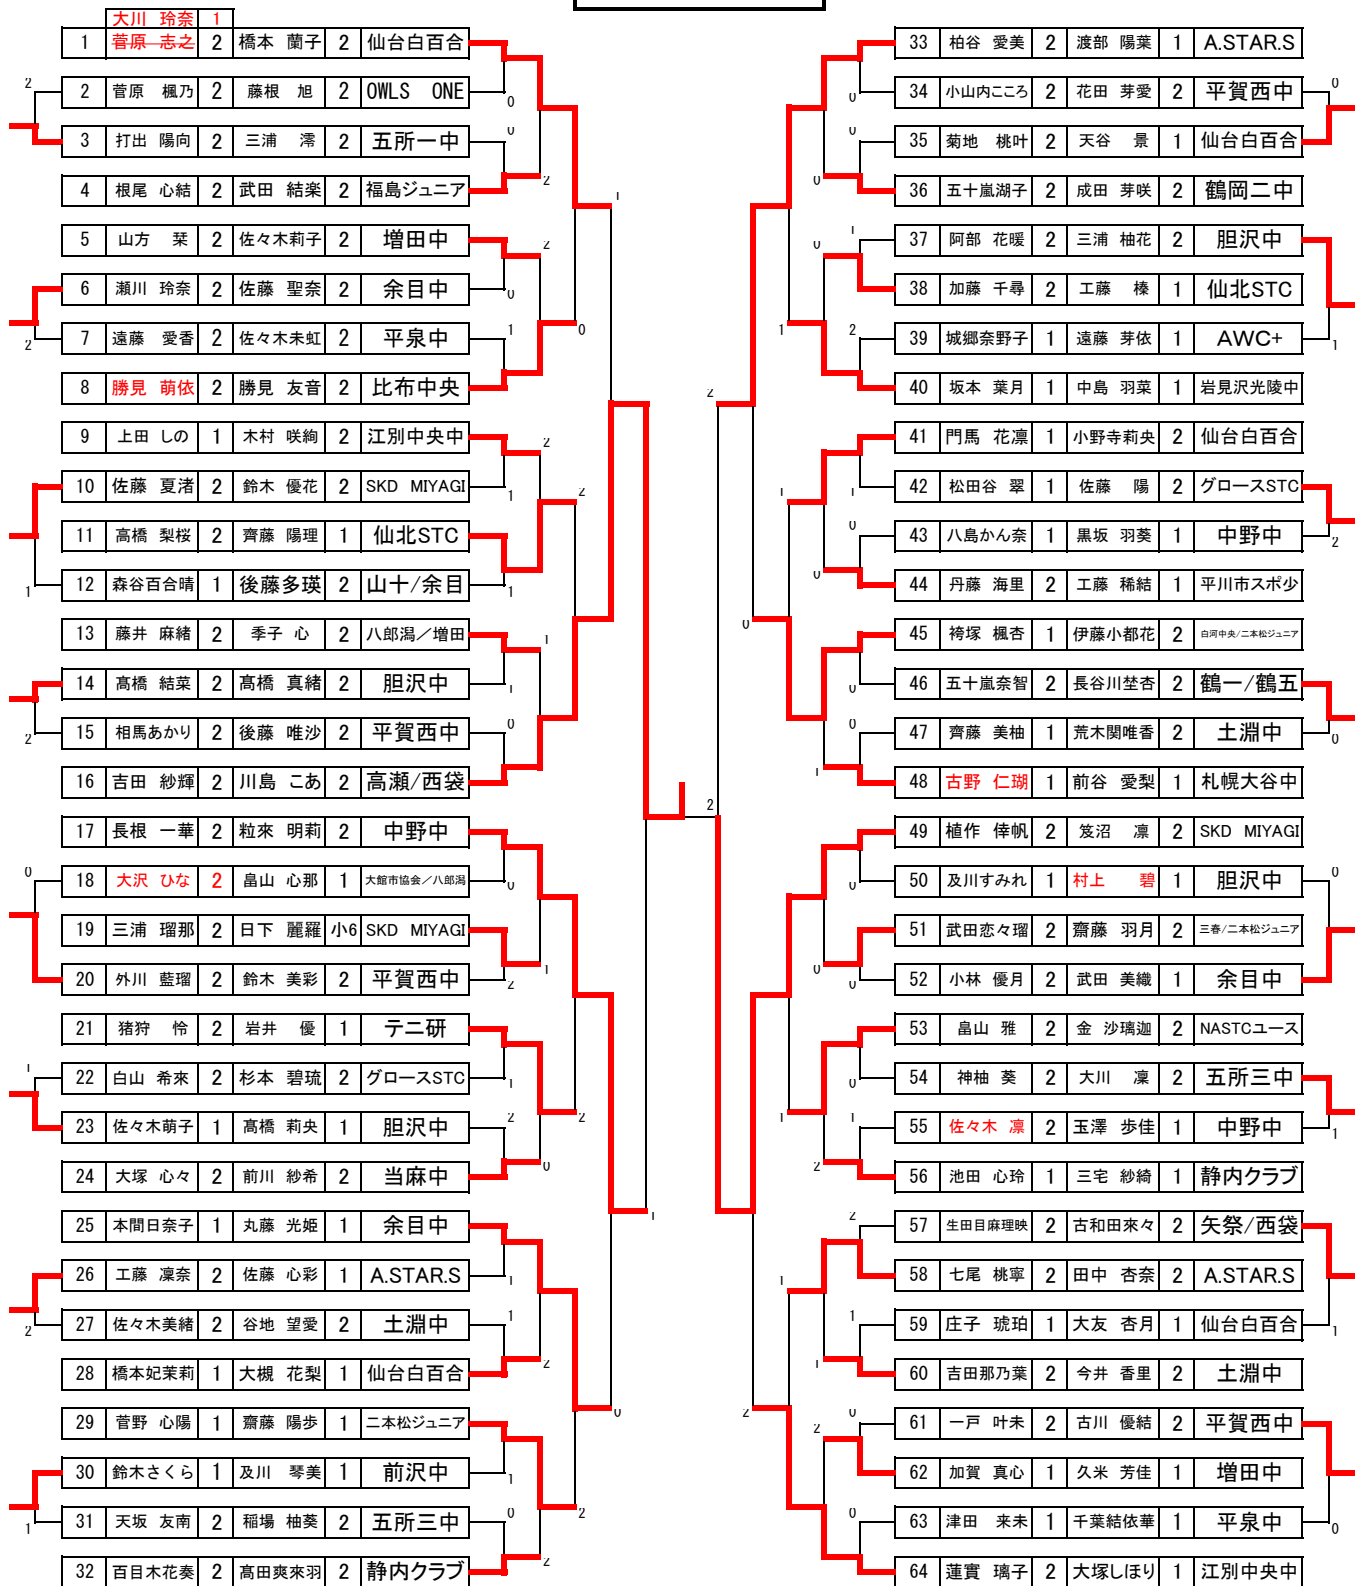 大川 玲奈 1
1 菅原 志之 2 橋本 蘭子 2 仙台白百合
2 菅原 楓乃 2 藤根 旭 2 OWLS ONE
3 打出 陽向 2 三浦 澪 2 五所一中
4 根尾 心結 2 武田 結楽 2 福島ジュニア
5 山方 栞 2 佐々木莉子 2 増田中
6 瀬川 玲奈 2 佐藤 聖奈 2 余目中
7 遠藤 愛香 2 佐々木未虹 2 平泉中
8 勝見 萌依 2 勝見 友音 2 比布中央
9 上田 しの 1 木村 咲絢 2 江別中央中
10 佐藤 夏渚 2 鈴木 優花 2 SKD MIYAGI
11 高橋 梨桜 2 齊藤 陽理 1 仙北STC
12 森谷百合晴 1 後藤多瑛 2 山十/余目
13 藤井 麻緒 2 季子 心 2 八郎潟／増田
14 髙橋 結菜 2 髙橋 真緒 2 胆沢中
15 相馬あかり 2 後藤 唯沙 2 平賀西中
16 吉田 紗輝 2 川島 こあ 2 高瀬/西袋
17 長根 一華 2 粒來 明莉 2 中野中
18 大沢 ひな 2 畠山 心那 1 大館市協会／八郎潟
19 三浦 瑠那 2 日下 麗羅 小6 SKD MIYAGI
20 外川 藍瑠 2 鈴木 美彩 2 平賀西中
21 猪狩 怜 2 岩井 優 1 テニ研
22 白山 希來 2 杉本 碧琉 2 グロースSTC
23 佐々木萌子 1 髙橋 莉央 1 胆沢中
24 大塚 心々 2 前川 紗希 2 当麻中
25 本間日奈子 1 丸藤 光姫 1 余目中
26 工藤 凜奈 2 佐藤 心彩 1 A.STAR.S
27 佐々木美緒 2 谷地 望愛 2 土淵中
28 橋本妃茉莉 1 大槻 花梨 1 仙台白百合
29 菅野 心陽 1 齋藤 陽歩 1 二本松ジュニア
30 鈴木さくら 1 及川 琴美 1 前沢中
31 天坂 友南 2 稲場 柚葵 2 五所三中
32 百目木花奏 2 髙田爽來羽 2 静内クラブ
33 柏谷 愛美 2 渡部 陽葉 1 A.STAR.S
34 小山内こころ 2 花田 芽愛 2 平賀西中
35 菊地 桃叶 2 天谷 景 1 仙台白百合
36 五十嵐湖子 2 成田 芽咲 2 鶴岡二中
37 阿部 花暖 2 三浦 柚花 2 胆沢中
38 加藤 千尋 2 工藤 榛 1 仙北STC
39 城郷奈野子 1 遠藤 芽依 1 AWC+
40 坂本 葉月 1 中島 羽菜 1 岩見沢光陵中
41 門馬 花凛 1 小野寺莉央 2 仙台白百合
42 松田谷 翠 1 佐藤 陽 2 グロースSTC
43 八島かん奈 1 黒坂 羽葵 1 中野中
44 丹藤 海里 2 工藤 稀結 1 平川市スポ少
45 袴塚 楓杏 1 伊藤小都花 2 白河中央/二本松ジュニア
46 五十嵐奈智 2 長谷川埜杏 2 鶴一/鶴五
47 齊藤 美柚 1 荒木関唯香 2 土淵中
48 古野 仁瑚 1 前谷 愛梨 1 札幌大谷中
49 植作 倖帆 2 笈沼 凛 2 SKD MIYAGI
50 及川すみれ 1 村上 碧 1 胆沢中
51 武田恋々瑠 2 齋藤 羽月 2 三春/二本松ジュニア
52 小林 優月 2 武田 美織 1 余目中
53 畠山 雅 2 金 沙璃迦 2 NASTCユース
54 神柚 葵 2 大川 凜 2 五所三中
55 佐々木 凛 2 玉澤 歩佳 1 中野中
56 池田 心玲 1 三宅 紗綺 1 静内クラブ
57 生田目麻理映 2 古和田來々 2 矢祭/西袋
58 七尾 桃寧 2 田中 杏奈 2 A.STAR.S
59 庄子 琥珀 1 大友 杏月 1 仙台白百合
60 吉田那乃葉 2 今井 香里 2 土淵中
61 一戸 叶未 2 古川 優結 2 平賀西中
62 加賀 真心 1 久米 芳佳 1 増田中
63 津田 来未 1 千葉結依華 1 平泉中
64 蓮實 璃子 2 大塚しほり 1 江別中央中